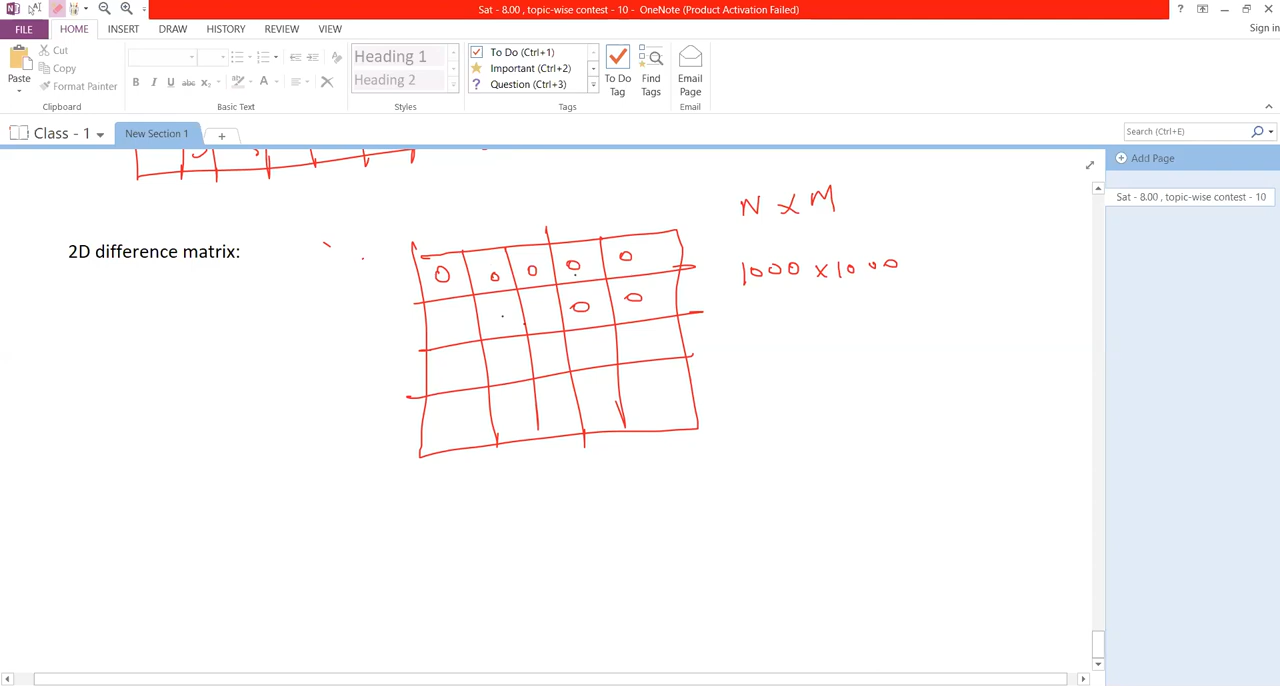 Sat - 8.00 , topic-wise contest - 10 - OneNote (Product Activation Failed)
FILE HOME INSERT DRAW HISTORY REVIEW VIEW
Sign in
Paste
Cut
Copy
Format Painter
Clipboard
B I U abc x₂ A
Basic Text
Heading 1
Heading 2
Styles
To Do (Ctrl+1)
Important (Ctrl+2)
? Question (Ctrl+3)
Tags
To Do Tag
Find Tags
Email Page
Email
Class - 1
New Section 1
Search (Ctrl+E)
Add Page
Sat - 8.00 , topic-wise contest - 10
N x M
2D difference matrix:
1000 x 1000
0 0 0 0 0
0 0